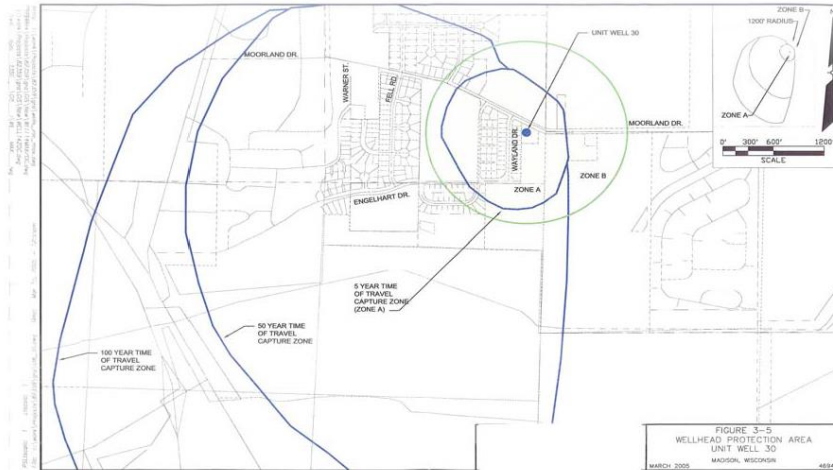 ZONE B
1200' RADIUS
UNIT WELL 30
MOORLAND DR.
WARNER ST.
FELL RD.
MOORLAND DR.
ZONE A
WAYLAND DR.
0' 300' 600' 1200'
SCALE
ZONE A
ZONE B
ENGELHART DR.
5 YEAR TIME
OF TRAVEL
CAPTURE ZONE
(ZONE A)
50 YEAR TIME
OF TRAVEL
CAPTURE ZONE
100 YEAR TIME
OF TRAVEL
CAPTURE ZONE
FIGURE 3-5
WELLHEAD PROTECTION AREA
UNIT WELL 30
MADISON, WISCONSIN
MARCH 2005